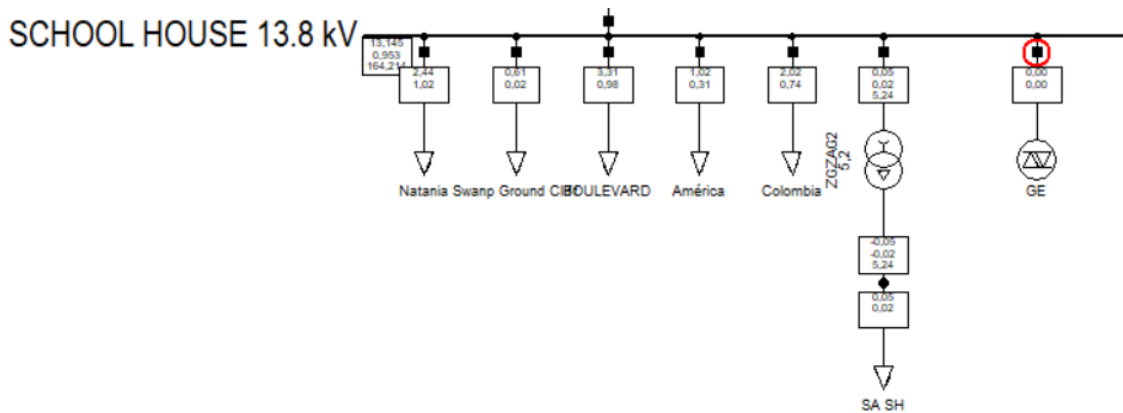 SCHOOL HOUSE 13.8 kV
13,145
0,953
164,214
2,44
1,02
0,61
0,02
3,31
0,98
1,02
0,31
2,02
0,74
0,05
0,02
5,24
0,00
0,00
ZGZAG2
5,2
Natania
Swanp Ground Cliff
BOULEVARD
América
Colombia
GE
-0,05
-0,02
5,24
0,05
0,02
SA SH